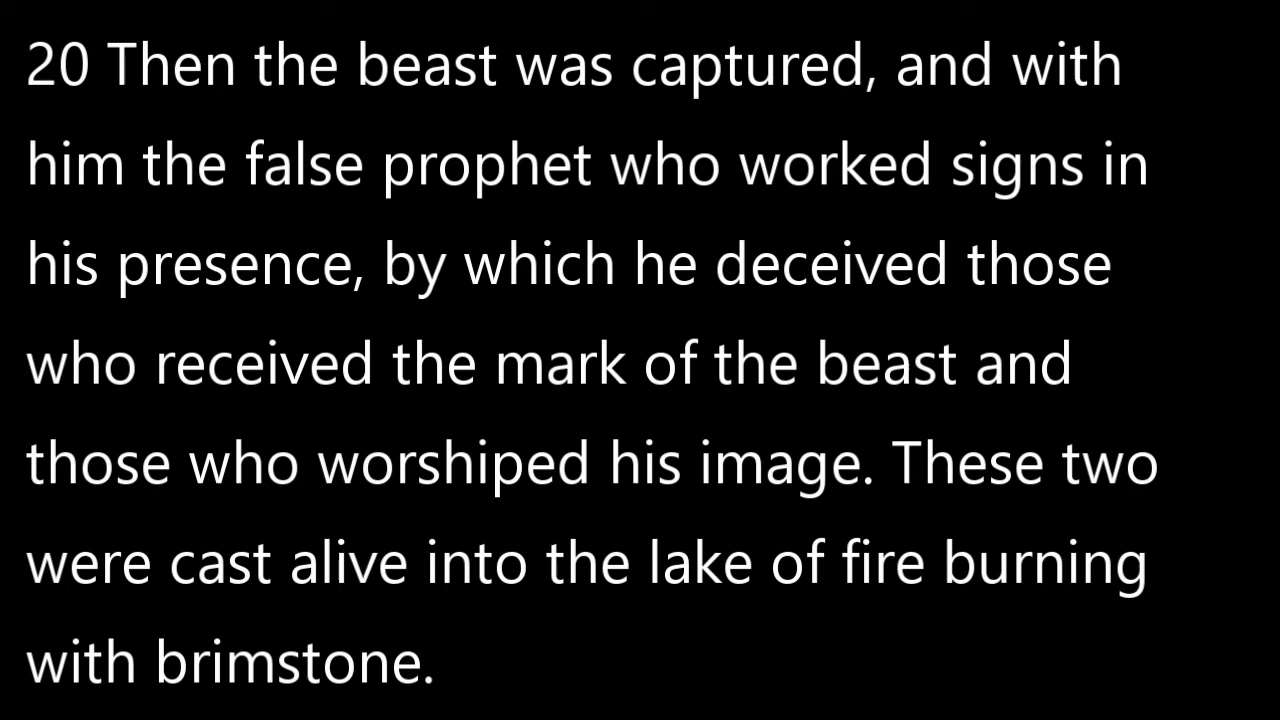 20 Then the beast was captured, and with
him the false prophet who worked signs in
his presence, by which he deceived those
who received the mark of the beast and
those who worshiped his image. These two
were cast alive into the lake of fire burning
with brimstone.